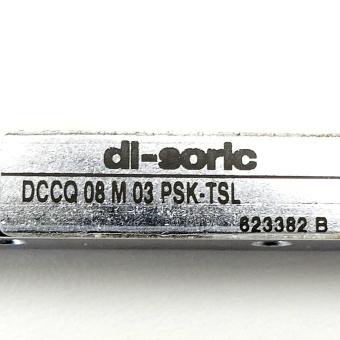 di-soric
DCCQ 08 M 03 PSK-TSL
623382 B